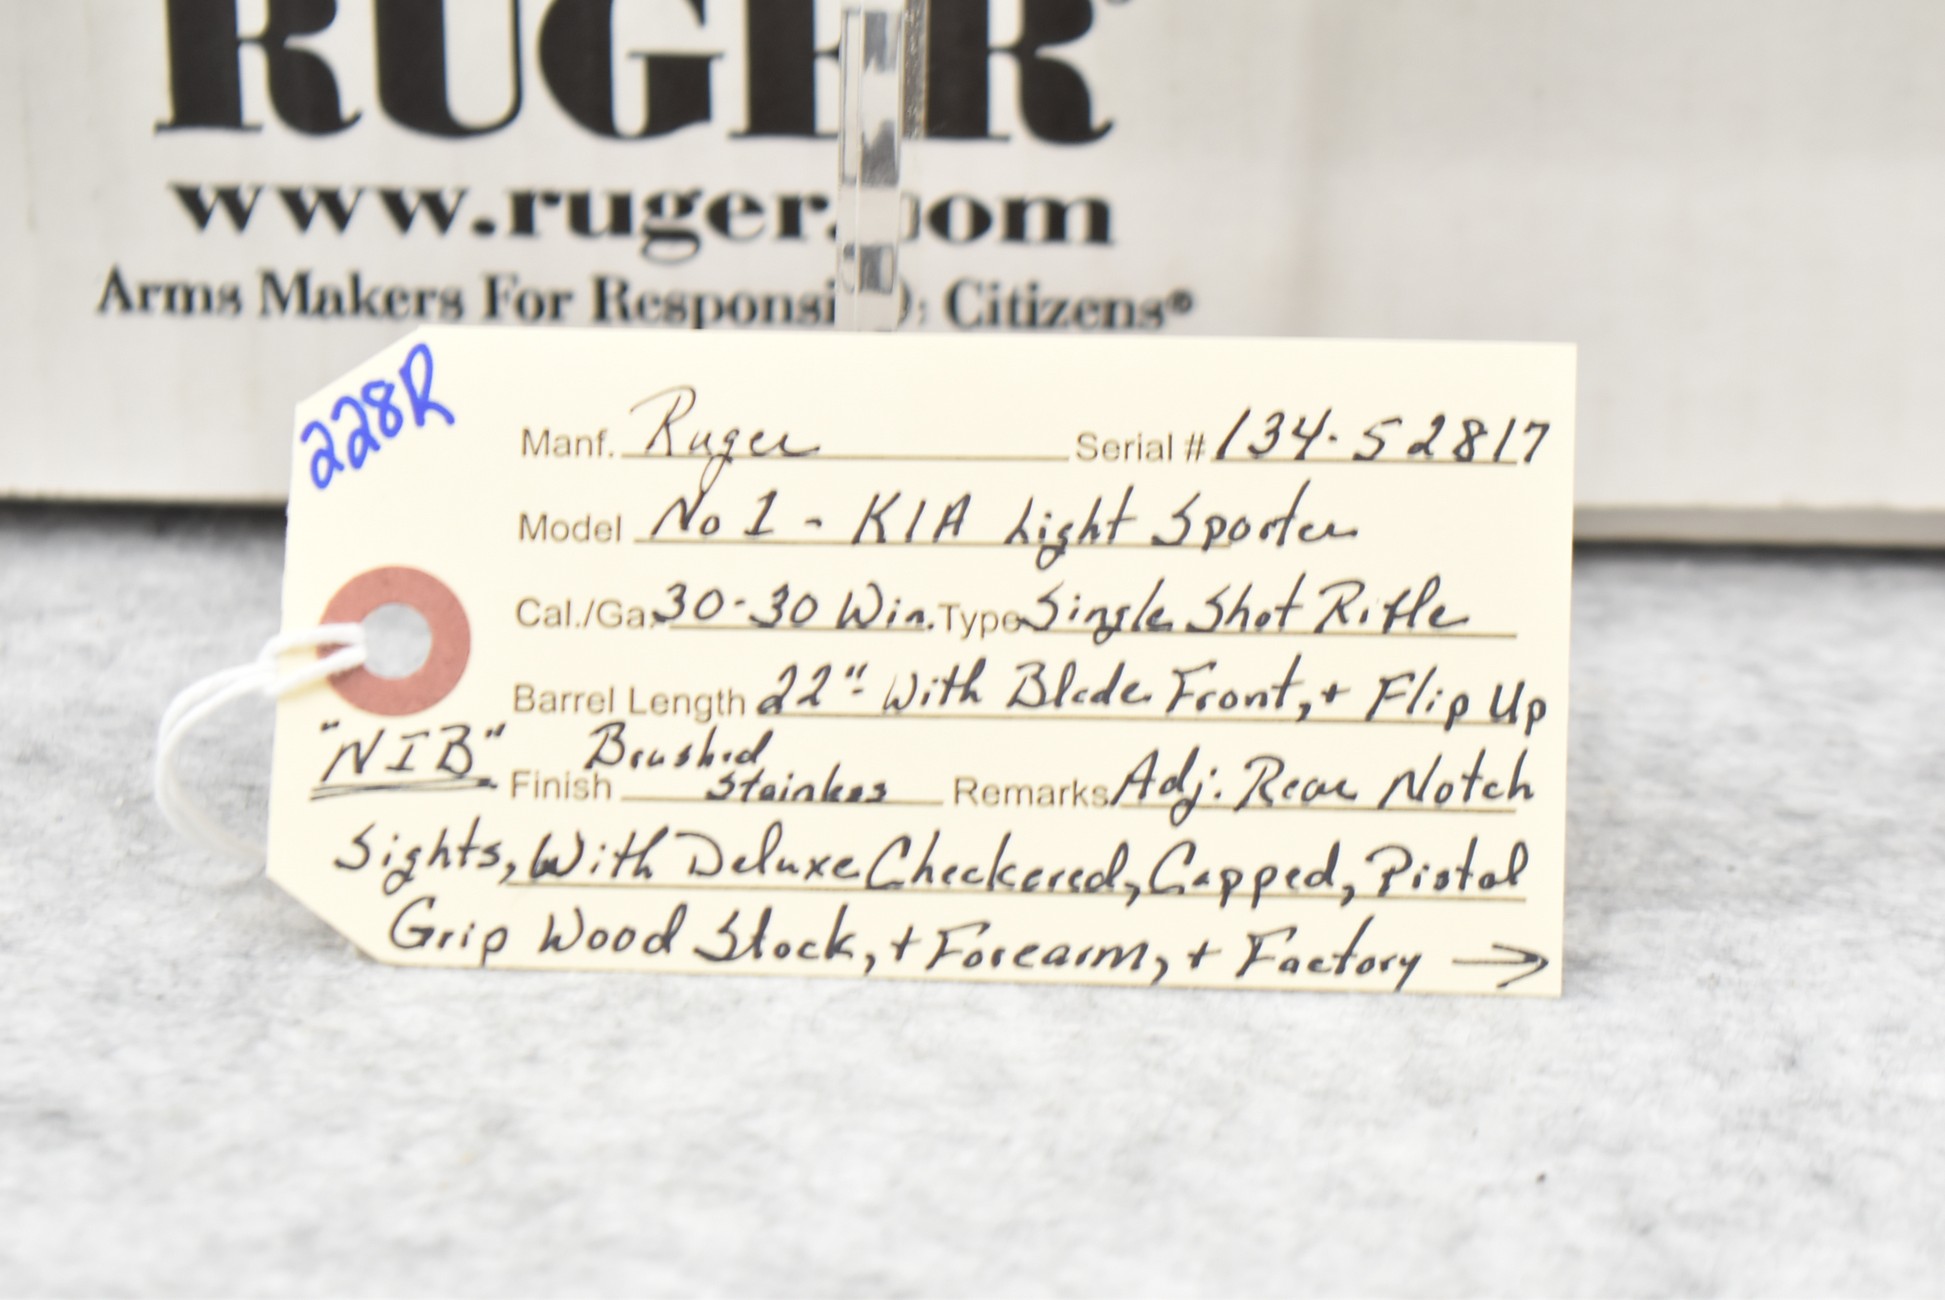 RUGER®
www.ruger.com
Arms Makers For Responsi : Citizens®
228R
Manf. Ruger Serial # 134-52817
Model No 1 - K1A Light Sporter
Cal./Ga. 30-30 Win. Type Single Shot Rifle
Barrel Length 22" With Blade Front, + Flip Up
"NIB" Finish Brushed Stainless Remarks Adj. Rear Notch
Sights, With Deluxe Checkered, Capped, Pistol
Grip Wood Stock, + Forearm, + Factory →